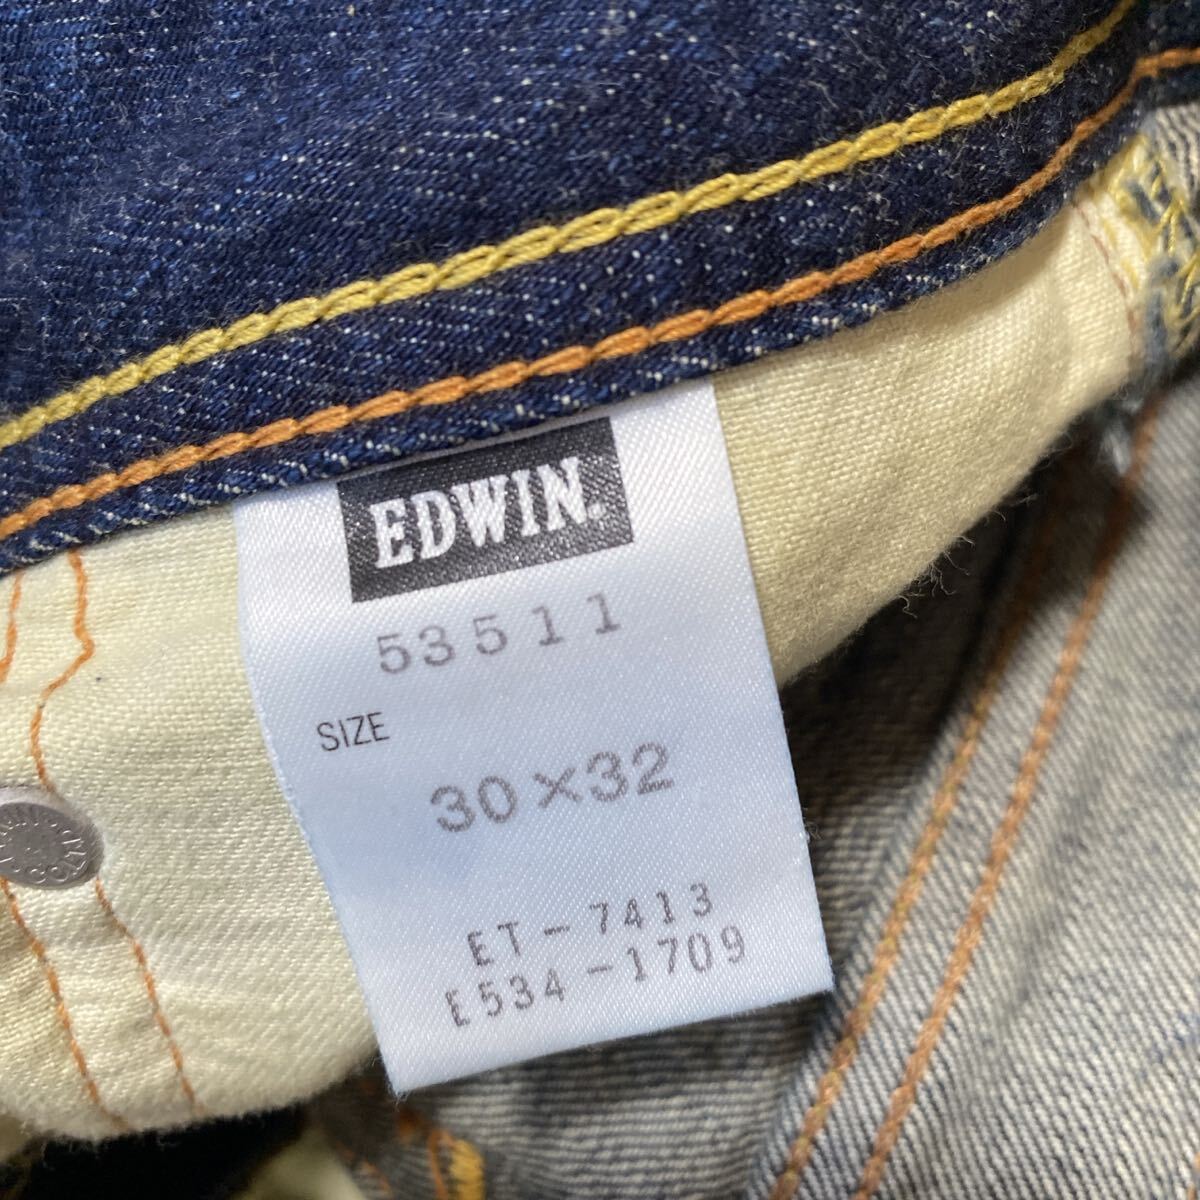 EDWIN.
53511
SIZE
30×32
ET-7413
E534-1709